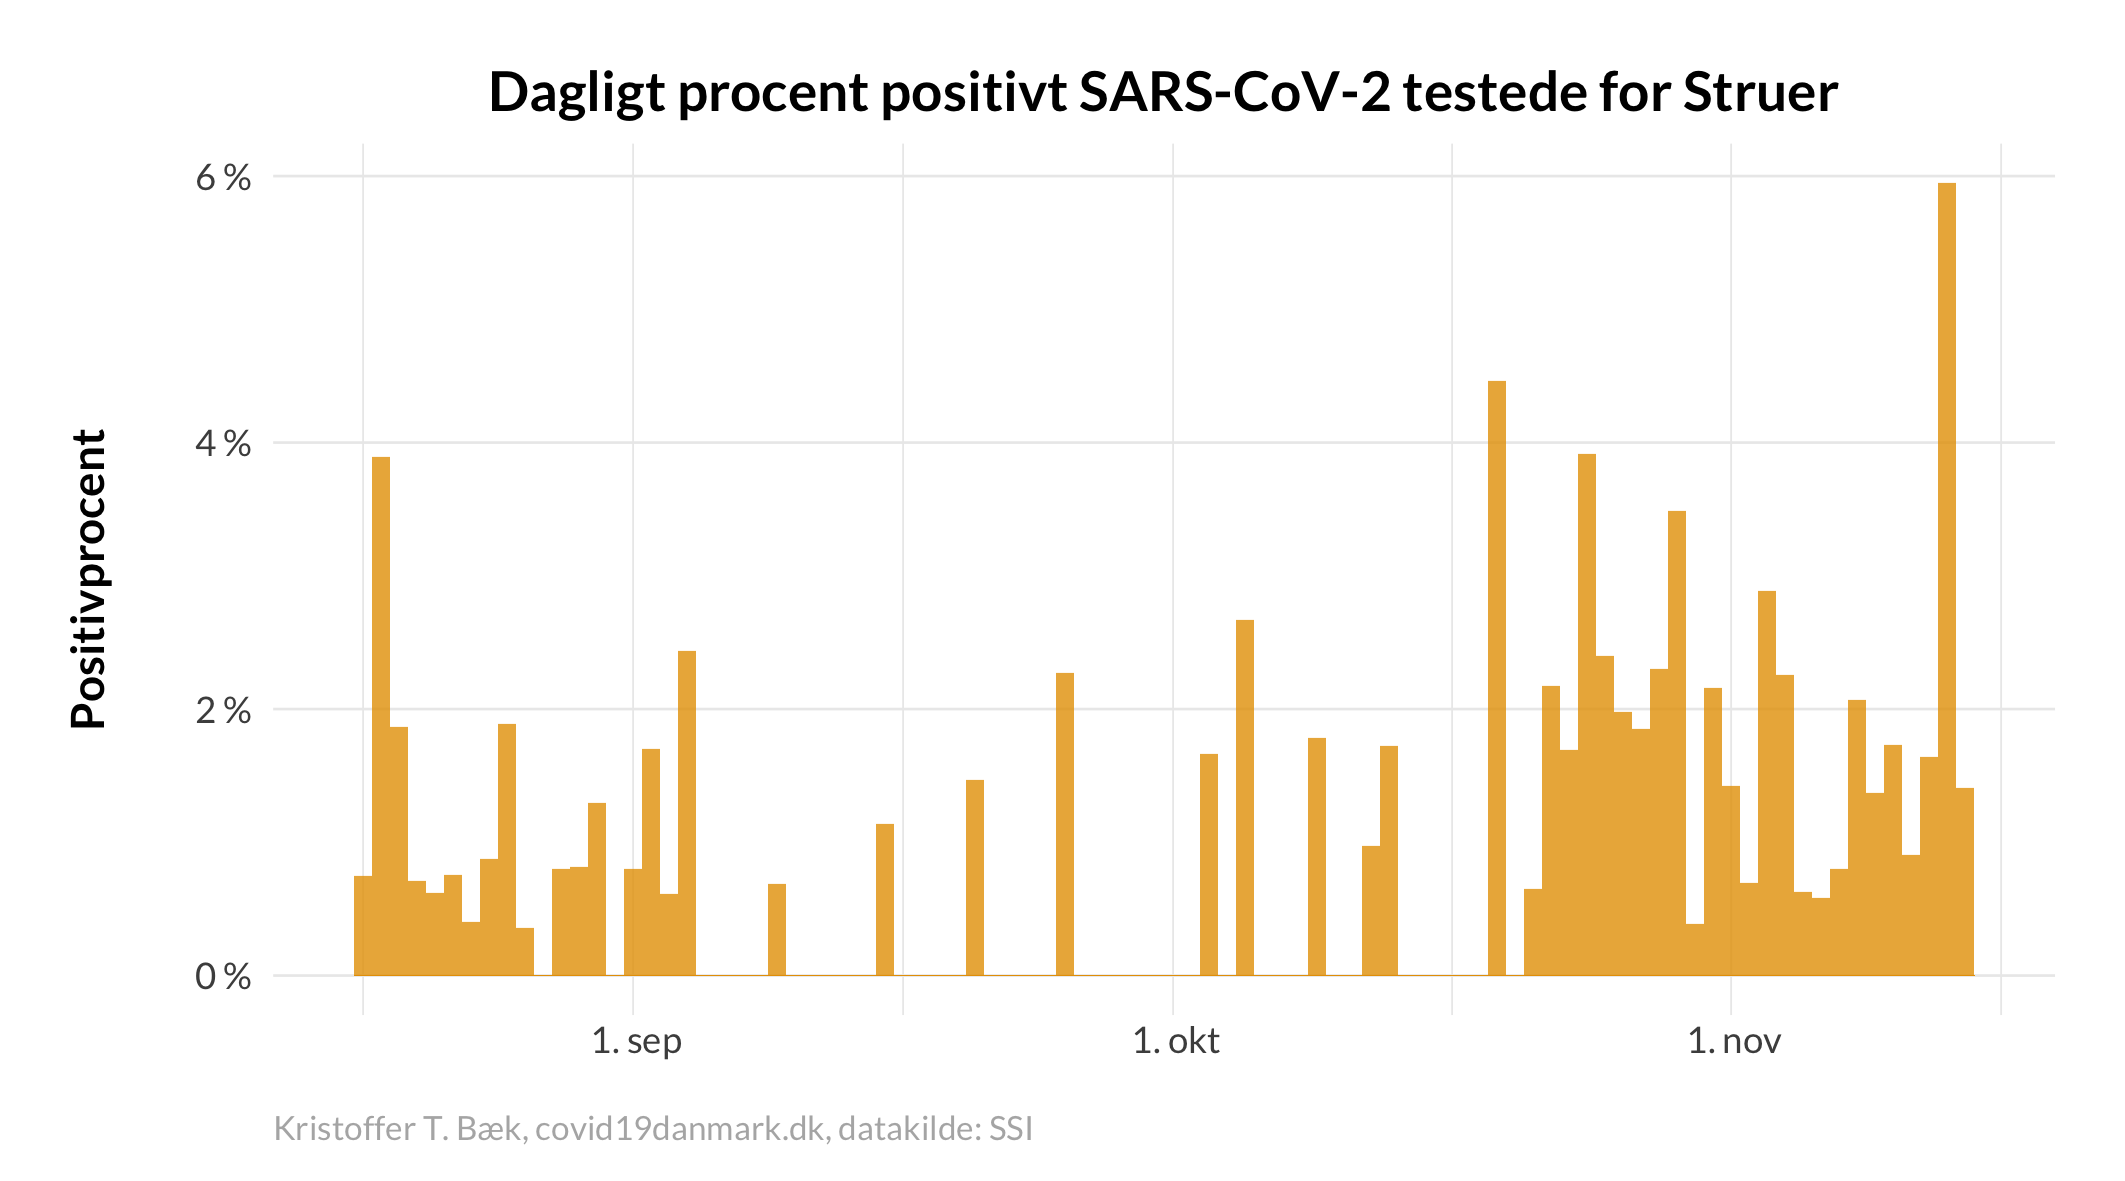 Dagligt procent positivt SARS-CoV-2 testede for Struer
Positivprocent
6 %
4 %
2 %
0 %
1. sep
1. okt
1. nov
Kristoffer T. Bæk, covid19danmark.dk, datakilde: SSI